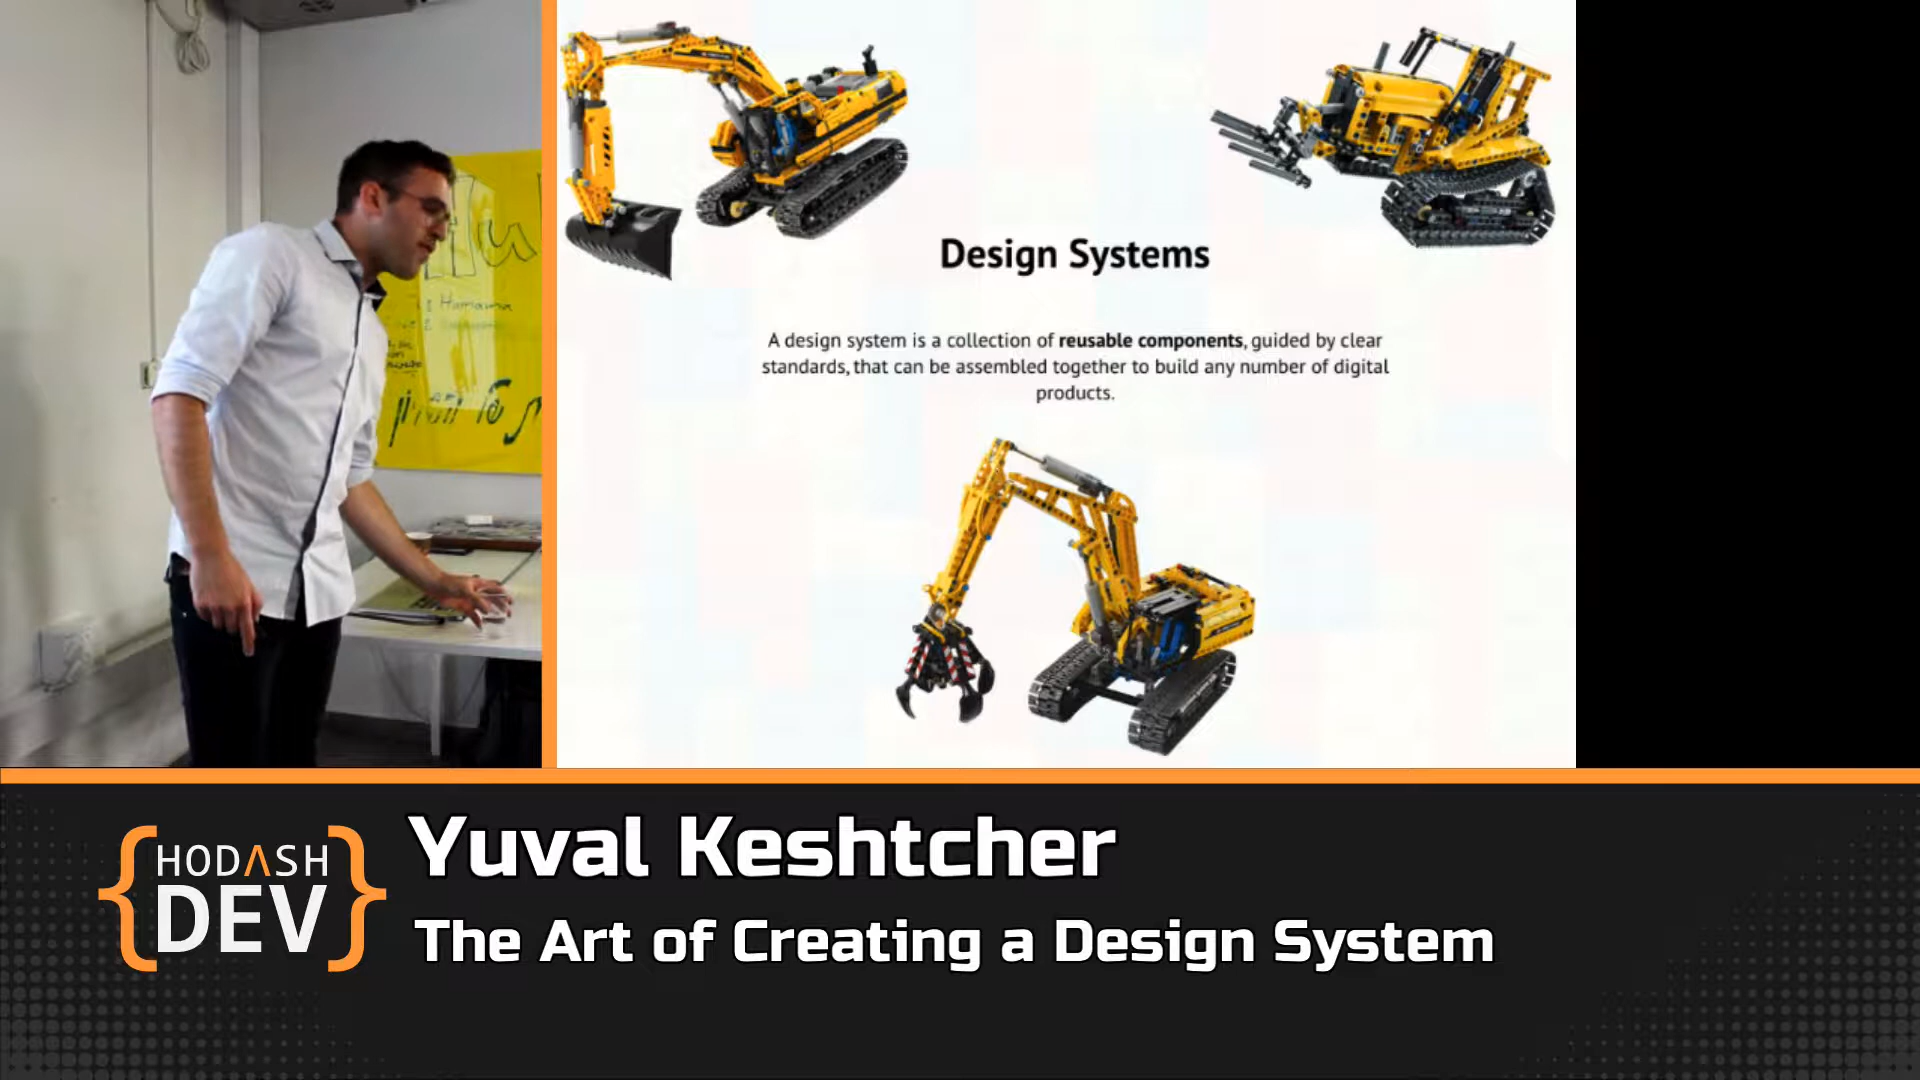 Design Systems
A design system is a collection of reusable components, guided by clear
standards, that can be assembled together to build any number of digital
products.
Yuval Keshtcher
The Art of Creating a Design System
HODASH
DEV